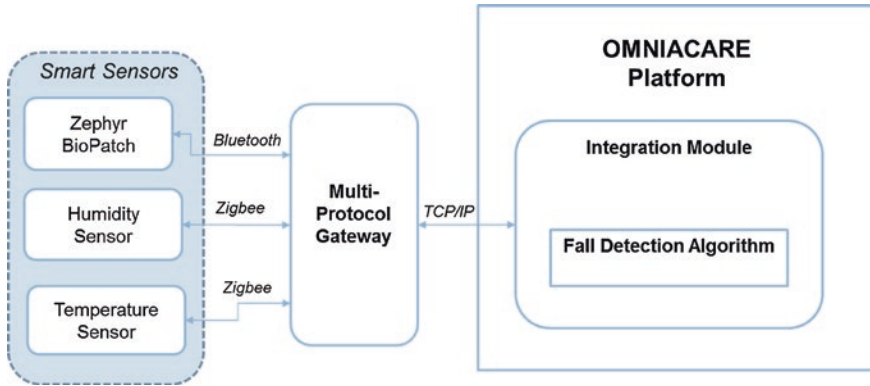 Smart Sensors
Zephyr
BioPatch
Bluetooth
Humidity
Sensor
Zigbee
Temperature
Sensor
Zigbee
Multi-
Protocol
Gateway
TCP/IP
OMNIACARE
Platform
Integration Module
Fall Detection Algorithm